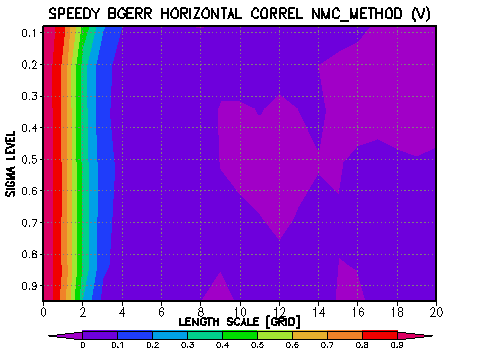 SPEEDY BGERR HORIZONTAL CORREL NMC_METHOD (V)
0.1
0.2
0.3
0.4
0.5
0.6
0.7
0.8
0.9
SIGMA LEVEL
0 2 4 6 8 10 12 14 16 18 20
LENGTH SCALE [GRID]
0 0.1 0.2 0.3 0.4 0.5 0.6 0.7 0.8 0.9